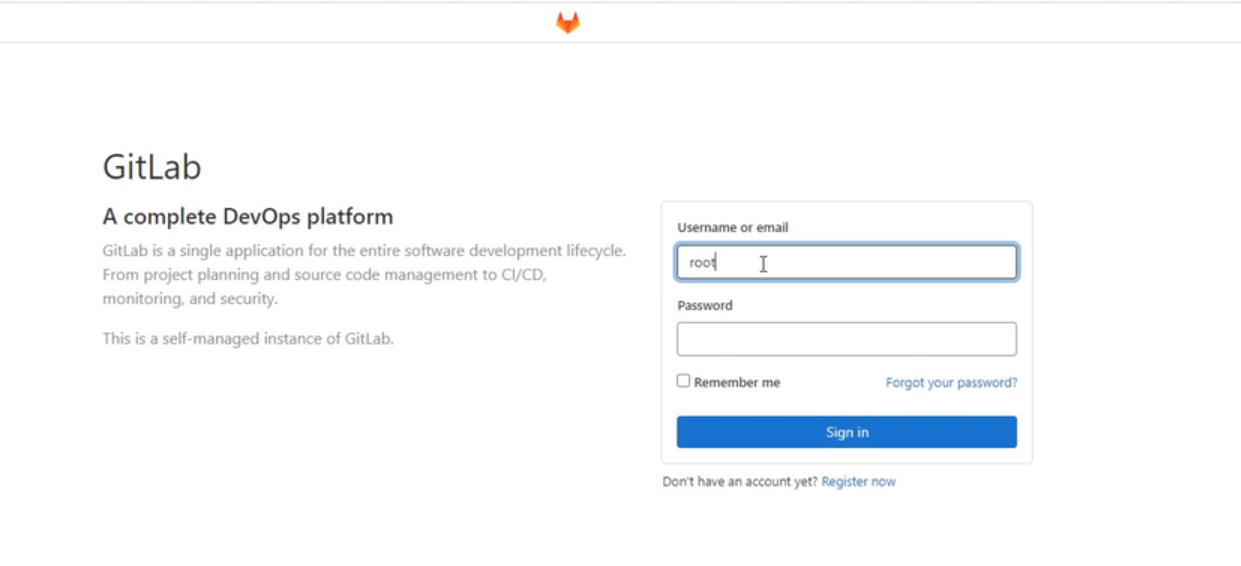 GitLab
A complete DevOps platform
GitLab is a single application for the entire software development lifecycle.
From project planning and source code management to CI/CD,
monitoring, and security.
This is a self-managed instance of GitLab.
Username or email
root
Password
Remember me
Forgot your password?
Sign in
Don't have an account yet? Register now